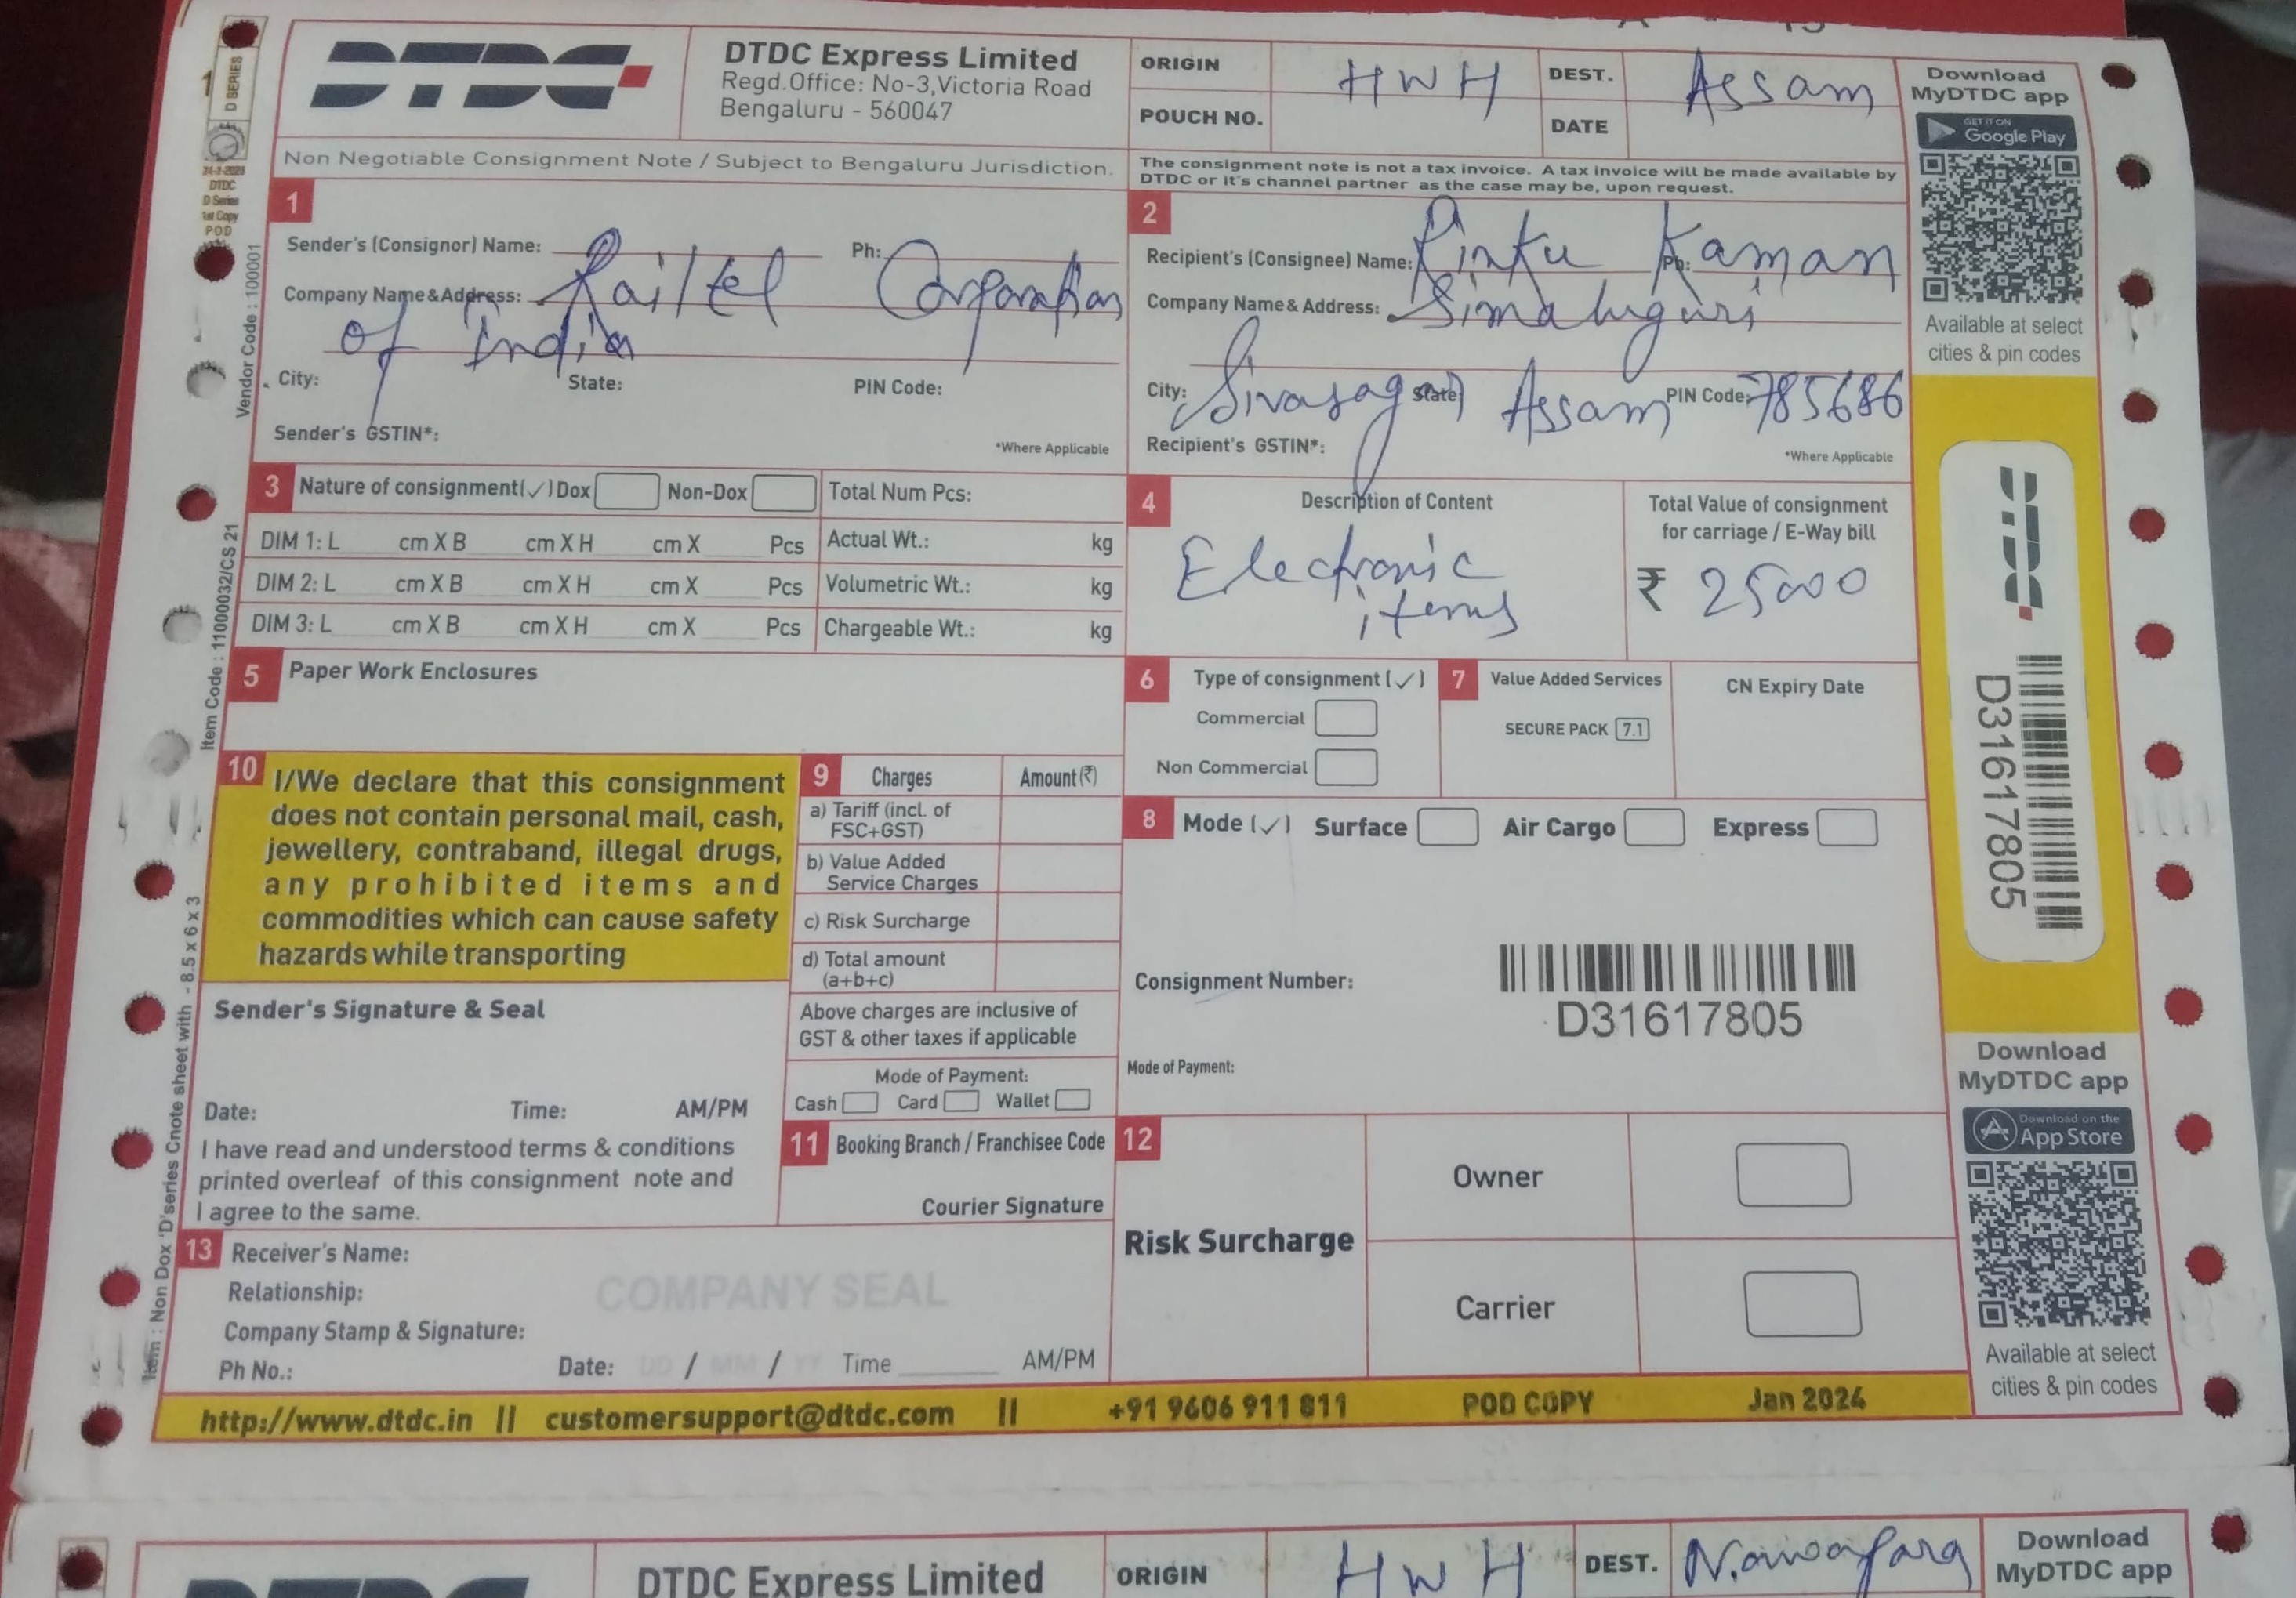 D SERIES
24-1-2024
DTDC
D Series
1st Copy
POD
DTDC
DTDC Express Limited
Regd.Office: No-3,Victoria Road
Bengaluru - 560047
ORIGIN HWH DEST. Assam
POUCH NO. DATE
Non Negotiable Consignment Note / Subject to Bengaluru Jurisdiction.
The consignment note is not a tax invoice. A tax invoice will be made available by
DTDC or it's channel partner as the case may be, upon request.
1
Sender's (Consignor) Name: Ph:
Company Name & Address: Railtel Corporation
of India
City: State: PIN Code:
Sender's GSTIN*:
*Where Applicable
2
Recipient's (Consignee) Name: Pinku Kaman Ph:
Company Name & Address: Simaluguri
City: Sivasagar State: Assam PIN Code: 785686
Recipient's GSTIN*:
*Where Applicable
3 Nature of consignment(✓) Dox Non-Dox Total Num Pcs:
DIM 1: L cm X B cm X H cm X Pcs Actual Wt.: kg
DIM 2: L cm X B cm X H cm X Pcs Volumetric Wt.: kg
DIM 3: L cm X B cm X H cm X Pcs Chargeable Wt.: kg
4 Description of Content
Electronic
items
Total Value of consignment
for carriage / E-Way bill
₹ 25000
5 Paper Work Enclosures
6 Type of consignment (✓)
Commercial
Non Commercial
7 Value Added Services
SECURE PACK 7.1
CN Expiry Date
10 I/We declare that this consignment
does not contain personal mail, cash,
jewellery, contraband, illegal drugs,
any prohibited items and
commodities which can cause safety
hazards while transporting
9 Charges Amount (₹)
a) Tariff (incl. of
FSC+GST)
b) Value Added
Service Charges
c) Risk Surcharge
d) Total amount
(a+b+c)
Above charges are inclusive of
GST & other taxes if applicable
Mode of Payment:
Cash Card Wallet
8 Mode (✓) Surface Air Cargo Express
Consignment Number:
D31617805
Mode of Payment:
Sender's Signature & Seal
Date: Time: AM/PM
I have read and understood terms & conditions
printed overleaf of this consignment note and
I agree to the same.
11 Booking Branch / Franchisee Code
Courier Signature
12
Risk Surcharge
Owner
Carrier
13 Receiver's Name:
Relationship:
COMPANY SEAL
Company Stamp & Signature:
Ph No.: Date: DD / MM / YY Time AM/PM
http://www.dtdc.in || customersupport@dtdc.com || +91 9606 911 811 POD COPY Jan 2024
Download
MyDTDC app
GET IT ON
Google Play
Available at select
cities & pin codes
DTDC
D31617805
Download
MyDTDC app
Download on the
App Store
Available at select
cities & pin codes
Vendor Code : 100001
Item Code : 11000032/CS 21
Item : Non Dox 'D'series Cnote sheet with - 8.5 x 6 x 3
DTDC Express Limited
ORIGIN HWH DEST.
Download
MyDTDC app